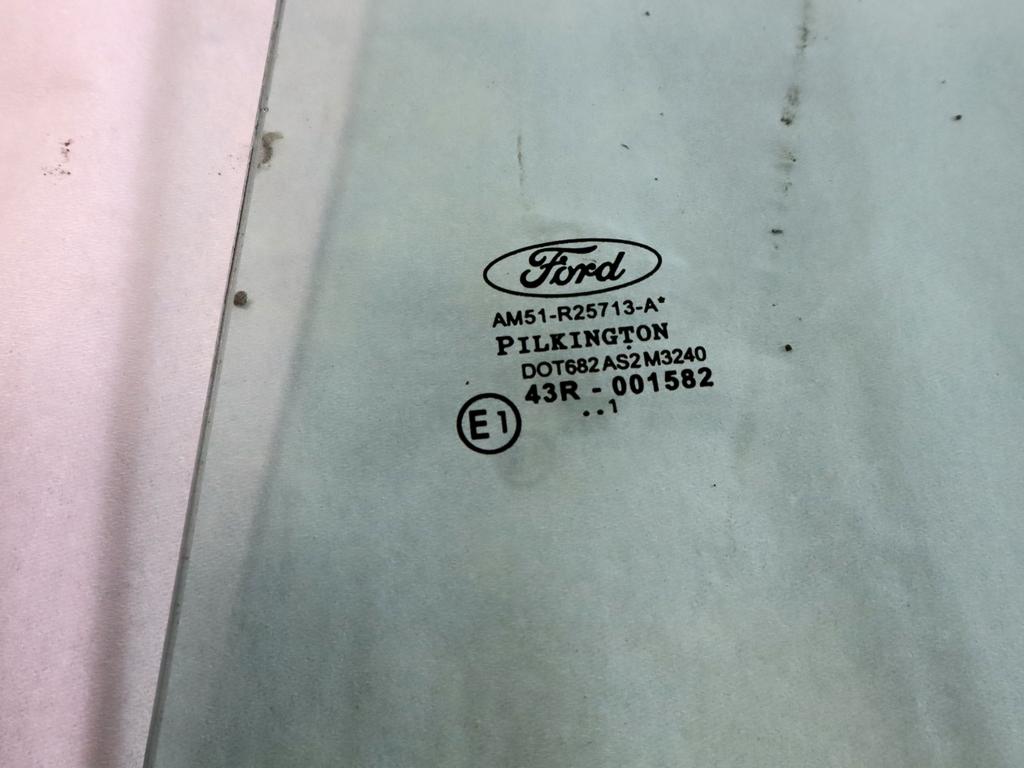 Ford
AM51-R25713-A*
PILKINGTON
DOT682 AS2 M3240
43R - 001582
E1
..1